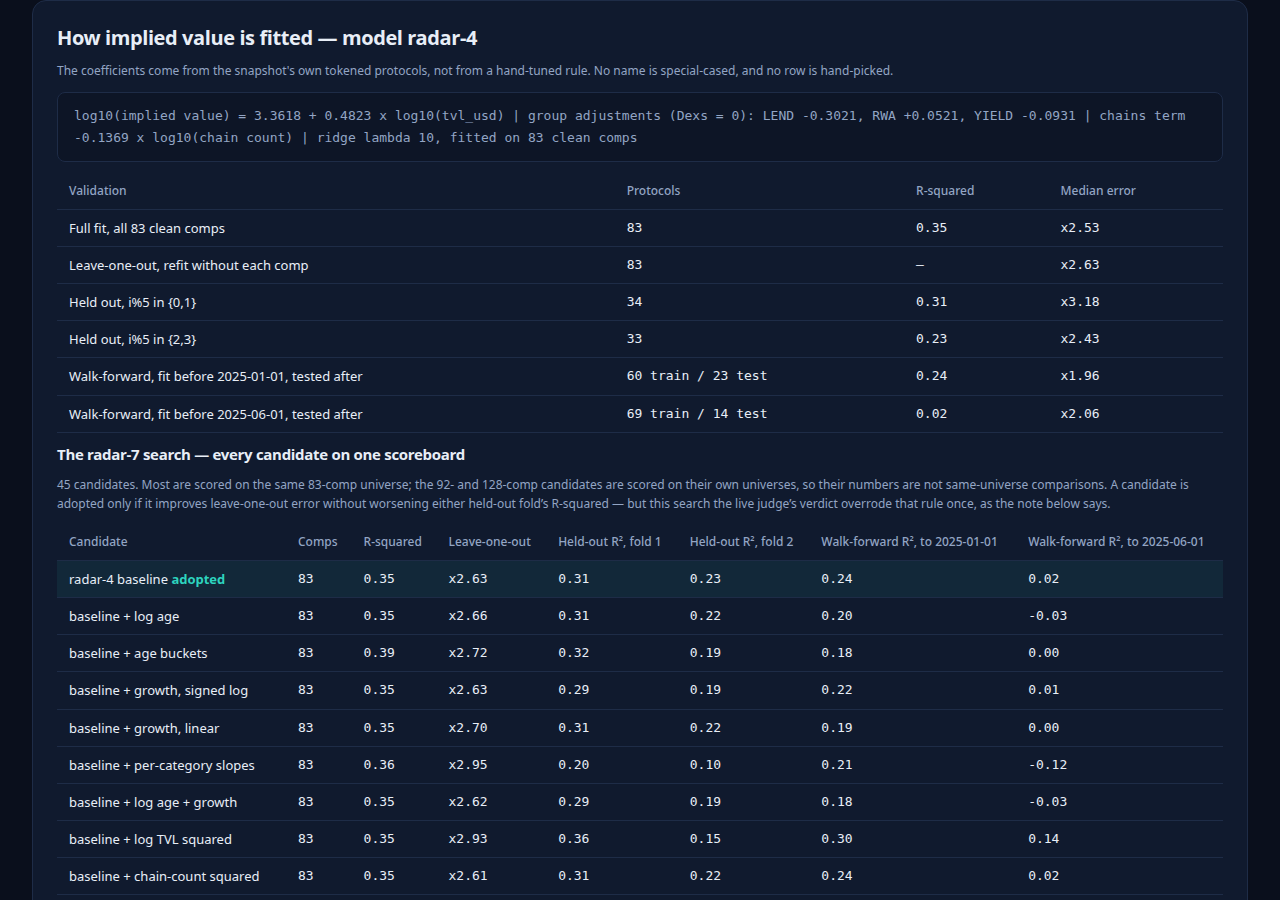 How implied value is fitted — model radar-4
The coefficients come from the snapshot's own tokened protocols, not from a hand-tuned rule. No name is special-cased, and no row is hand-picked.
log10(implied value) = 3.3618 + 0.4823 x log10(tvl_usd) | group adjustments (Dexs = 0): LEND -0.3021, RWA +0.0521, YIELD -0.0931 | chains term
-0.1369 x log10(chain count) | ridge lambda 10, fitted on 83 clean comps
Validation Protocols R-squared Median error
Full fit, all 83 clean comps 83 0.35 x2.53
Leave-one-out, refit without each comp 83 — x2.63
Held out, i%5 in {0,1} 34 0.31 x3.18
Held out, i%5 in {2,3} 33 0.23 x2.43
Walk-forward, fit before 2025-01-01, tested after 60 train / 23 test 0.24 x1.96
Walk-forward, fit before 2025-06-01, tested after 69 train / 14 test 0.02 x2.06
The radar-7 search — every candidate on one scoreboard
45 candidates. Most are scored on the same 83-comp universe; the 92- and 128-comp candidates are scored on their own universes, so their numbers are not same-universe comparisons. A candidate is
adopted only if it improves leave-one-out error without worsening either held-out fold's R-squared — but this search the live judge's verdict overrode that rule once, as the note below says.
Candidate Comps R-squared Leave-one-out Held-out R², fold 1 Held-out R², fold 2 Walk-forward R², to 2025-01-01 Walk-forward R², to 2025-06-01
radar-4 baseline adopted 83 0.35 x2.63 0.31 0.23 0.24 0.02
baseline + log age 83 0.35 x2.66 0.31 0.22 0.20 -0.03
baseline + age buckets 83 0.39 x2.72 0.32 0.19 0.18 0.00
baseline + growth, signed log 83 0.35 x2.63 0.29 0.19 0.22 0.01
baseline + growth, linear 83 0.35 x2.70 0.31 0.22 0.19 0.00
baseline + per-category slopes 83 0.36 x2.95 0.20 0.10 0.21 -0.12
baseline + log age + growth 83 0.35 x2.62 0.29 0.19 0.18 -0.03
baseline + log TVL squared 83 0.35 x2.93 0.36 0.15 0.30 0.14
baseline + chain-count squared 83 0.35 x2.61 0.31 0.22 0.24 0.02